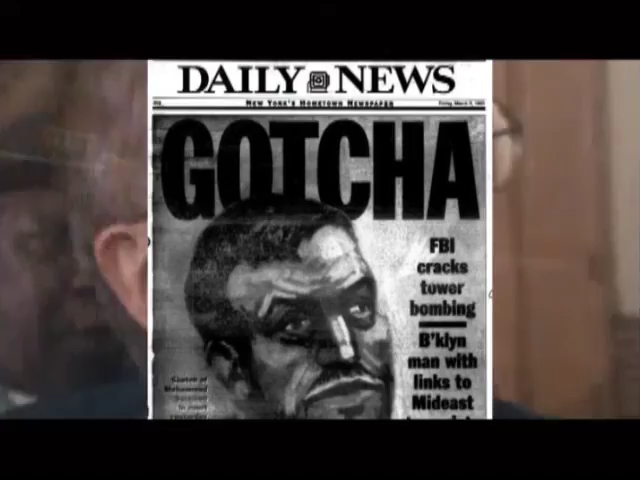 DAILY NEWS
NEW YORK'S HOMETOWN NEWSPAPER
GOTCHA
FBI
cracks
tower
bombing
B'klyn
man with
links to
Mideast